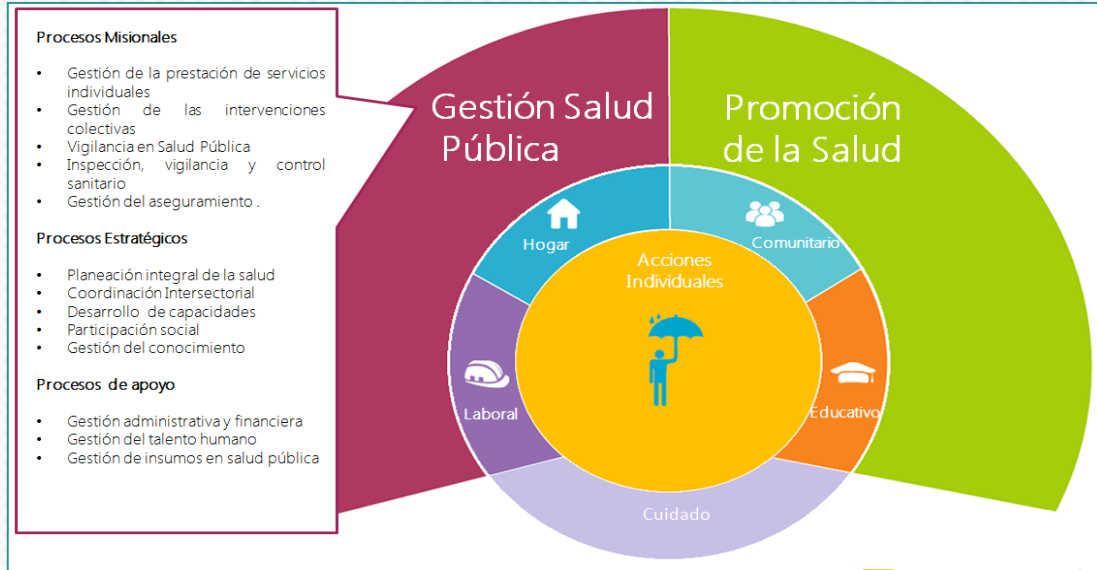 Procesos Misionales
• Gestión de la prestación de servicios
individuales
• Gestión de las intervenciones
colectivas
• Vigilancia en Salud Pública
• Inspección, vigilancia y control
sanitario
• Gestión del aseguramiento .
Procesos Estratégicos
• Planeación integral de la salud
• Coordinación Intersectorial
• Desarrollo de capacidades
• Participación social
• Gestión del conocimiento
Procesos de apoyo
• Gestión administrativa y financiera
• Gestión del talento humano
• Gestión de insumos en salud pública
Gestión Salud
Pública
Promoción
de la Salud
Hogar
Comunitario
Acciones
Individuales
Laboral
Educativo
Cuidado